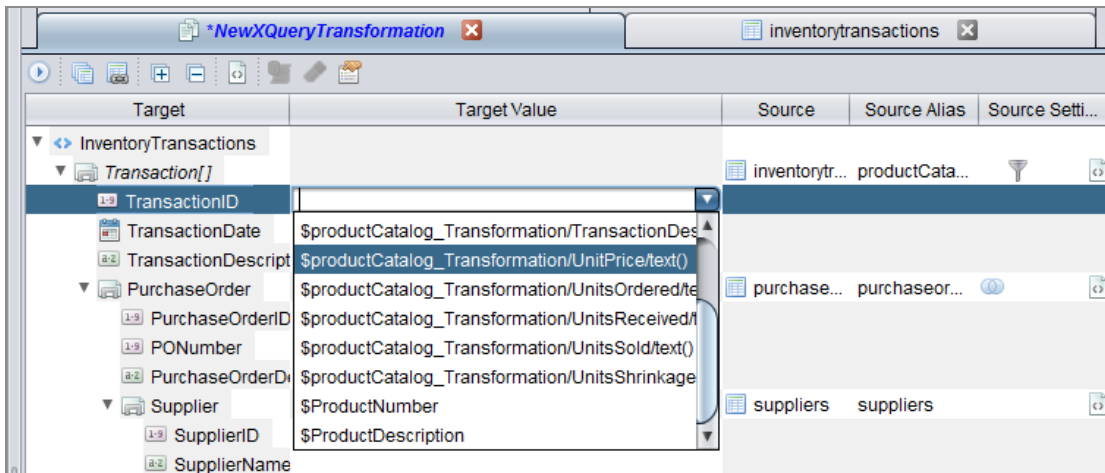 *NewXQueryTransformation
inventorytransactions
Target
Target Value
Source
Source Alias
Source Setti...
InventoryTransactions
Transaction[]
inventorytr...
productCata...
TransactionID
TransactionDate
$productCatalog_Transformation/TransactionDes
TransactionDescript
$productCatalog_Transformation/UnitPrice/text()
PurchaseOrder
$productCatalog_Transformation/UnitsOrdered/te
purchase...
purchaseor...
PurchaseOrderID
$productCatalog_Transformation/UnitsReceived/t
PONumber
$productCatalog_Transformation/UnitsSold/text()
PurchaseOrderDe
$productCatalog_Transformation/UnitsShrinkage
Supplier
$ProductNumber
suppliers
suppliers
SupplierID
$ProductDescription
SupplierName